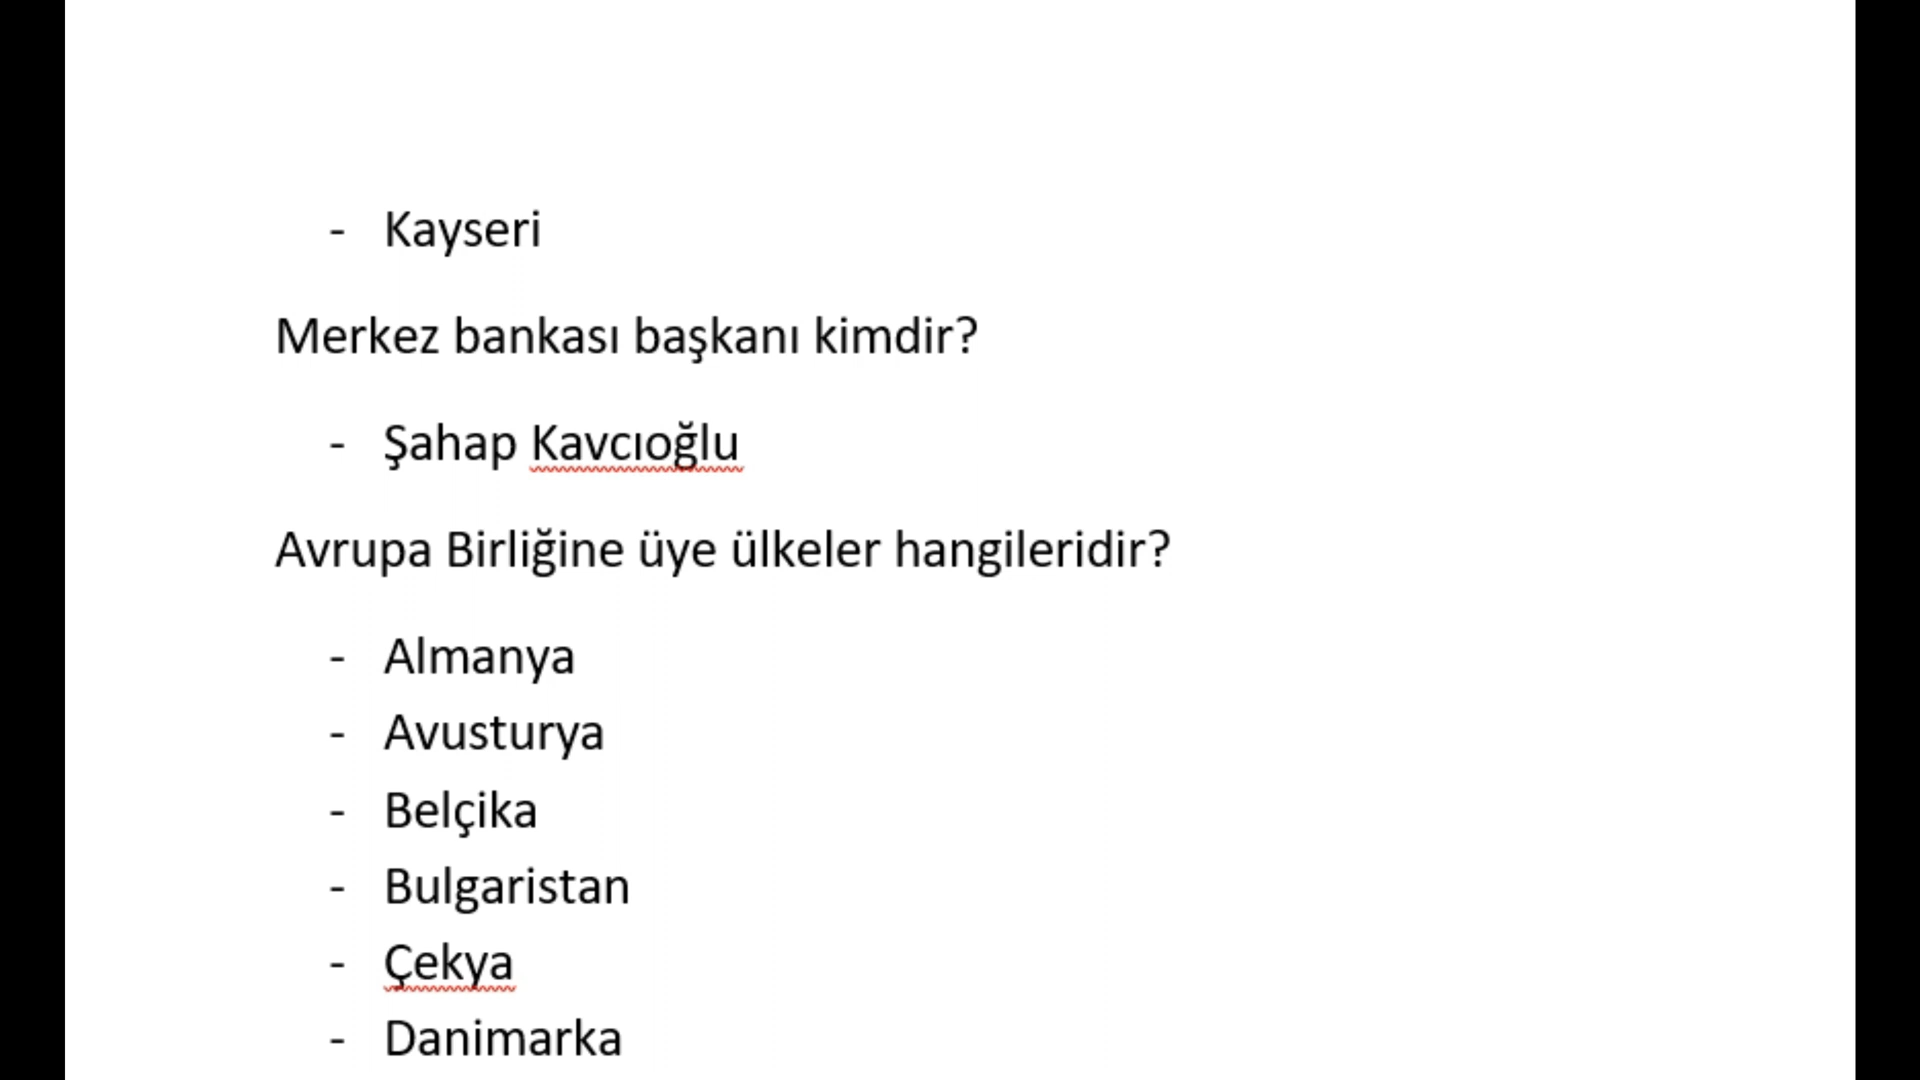 - Kayseri
Merkez bankası başkanı kimdir?
- Şahap Kavcıoğlu
Avrupa Birliğine üye ülkeler hangileridir?
- Almanya
- Avusturya
- Belçika
- Bulgaristan
- Çekya
- Danimarka